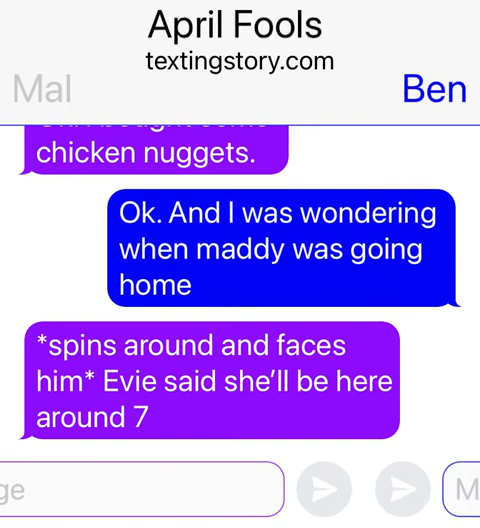 April Fools
textingstory.com
Mal
Ben
chicken nuggets.
Ok. And I was wondering
when maddy was going
home
*spins around and faces
him* Evie said she'll be here
around 7
ge
M